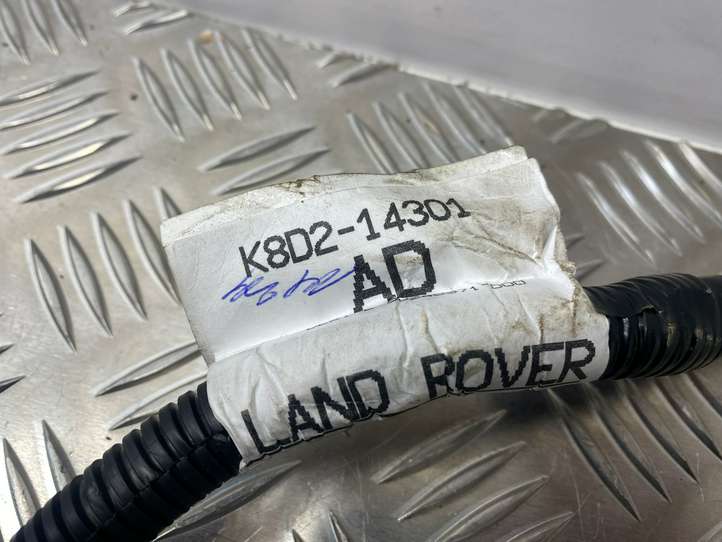 K8D2-14301
AD
LAND ROVER